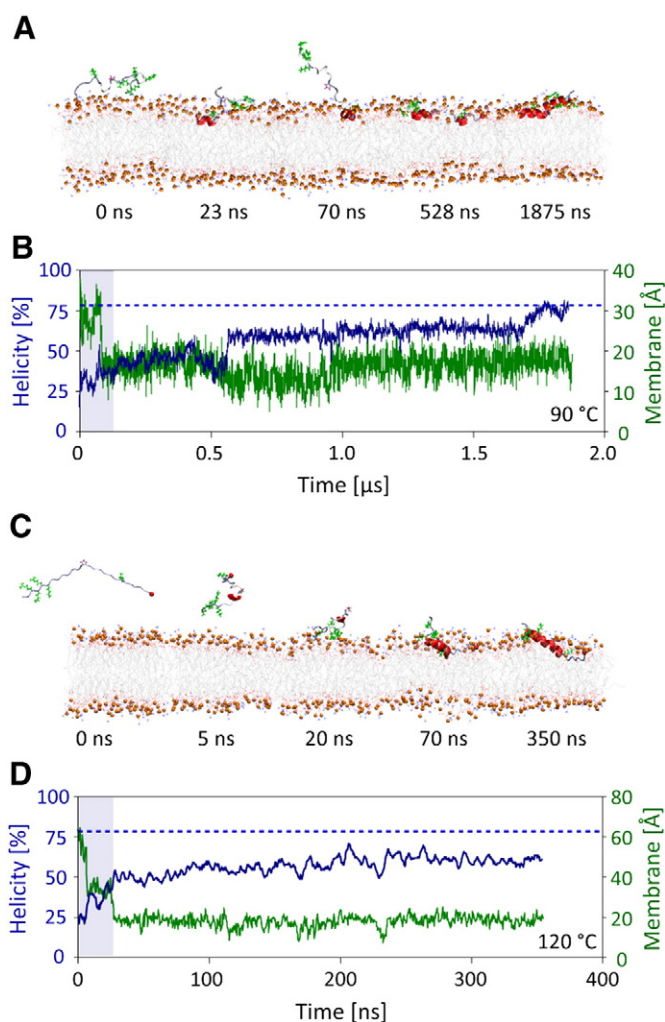 A
0 ns 23 ns 70 ns 528 ns 1875 ns
B
100 40
75 30
50 20
25 10
0 0
Helicity [%]
Membrane [Å]
90 °C
0 0.5 1.0 1.5 2.0
Time [µs]
C
0 ns 5 ns 20 ns 70 ns 350 ns
D
100 80
75 60
50 40
25 20
0 0
Helicity [%]
Membrane [Å]
120 °C
0 100 200 300 400
Time [ns]